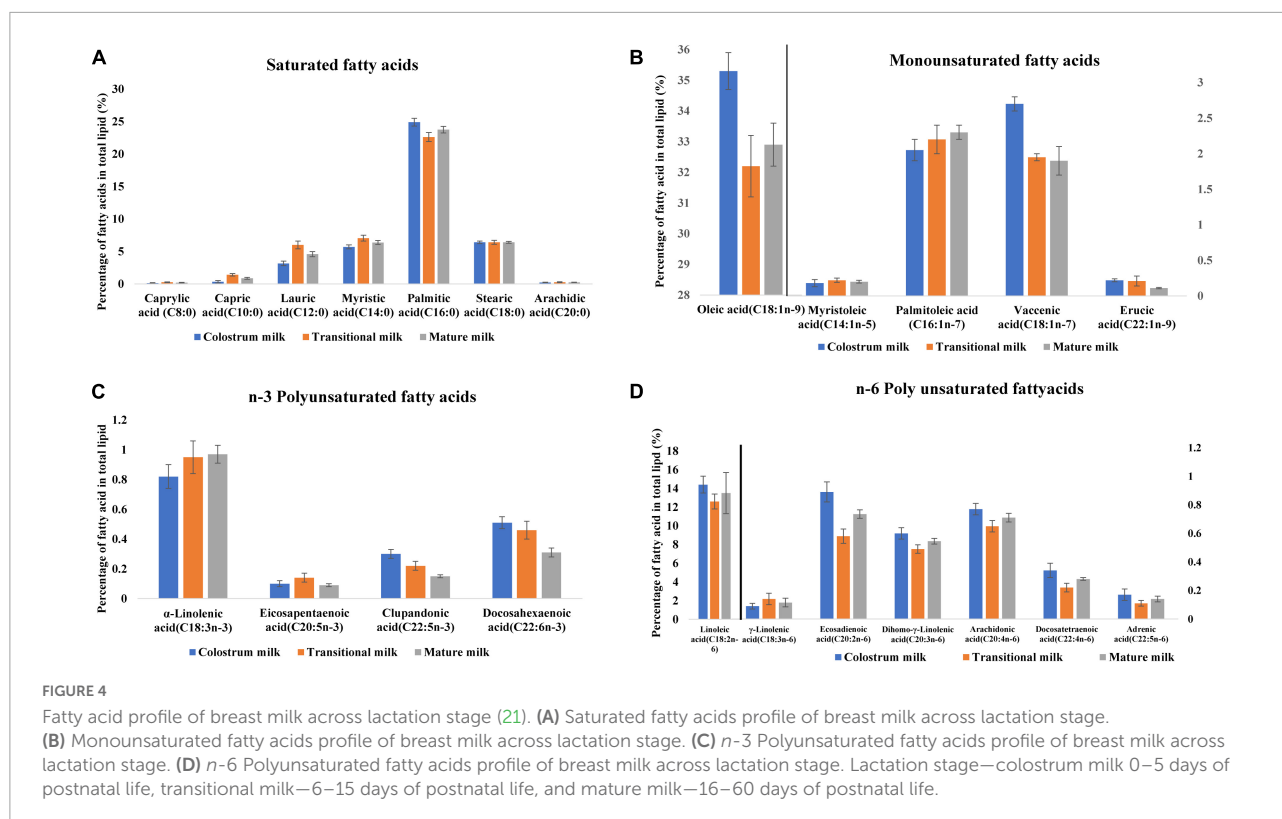 A
Saturated fatty acids
Percentage of fatty acids in total lipid (%)
30
25
20
15
10
5
0
Caprylic acid (C8:0)
Capric acid(C10:0)
Lauric acid(C12:0)
Myristic acid(C14:0)
Palmitic acid(C16:0)
Stearic acid(C18:0)
Arachidic acid(C20:0)
Colostrum milk Transitional milk Mature milk
B
Monounsaturated fatty acids
Percentage of fatty acid in total lipid (%)
36
35
34
33
32
31
30
29
28
3
2.5
2
1.5
1
0.5
0
Oleic acid(C18:1n-9)
Myristoleic acid(C14:1n-5)
Palmitoleic acid (C16:1n-7)
Vaccenic acid(C18:1n-7)
Erucic acid(C22:1n-9)
Colostrum milk Transitional milk Mature milk
C
n-3 Polyunsaturated fatty acids
Percentage of fatty acid in total lipid
1.2
1
0.8
0.6
0.4
0.2
0
α-Linolenic acid(C18:3n-3)
Eicosapentaenoic acid(C20:5n-3)
Clupandonic acid(C22:5n-3)
Docosahexaenoic acid(C22:6n-3)
Colostrum milk Transitional milk Mature milk
D
n-6 Poly unsaturated fattyacids
Percentage of fatty acid in total lipd (%)
18
16
14
12
10
8
6
4
2
0
1.2
1
0.8
0.6
0.4
0.2
0
Linoleic acid(C18:2n-6)
γ-Linolenic acid(C18:3n-6)
Ecosadienoic acid(C20:2n-6)
Dihomo-γ-Linolenic acid(C20:3n-6)
Arachidonic acid(C20:4n-6)
Docosatetraenoic acid(C22:4n-6)
Adrenic acid(C22:5n-6)
Colostrum milk Transitional milk Mature milk
FIGURE 4
Fatty acid profile of breast milk across lactation stage (21). (A) Saturated fatty acids profile of breast milk across lactation stage.
(B) Monounsaturated fatty acids profile of breast milk across lactation stage. (C) n-3 Polyunsaturated fatty acids profile of breast milk across
lactation stage. (D) n-6 Polyunsaturated fatty acids profile of breast milk across lactation stage. Lactation stage—colostrum milk 0–5 days of
postnatal life, transitional milk—6–15 days of postnatal life, and mature milk—16–60 days of postnatal life.